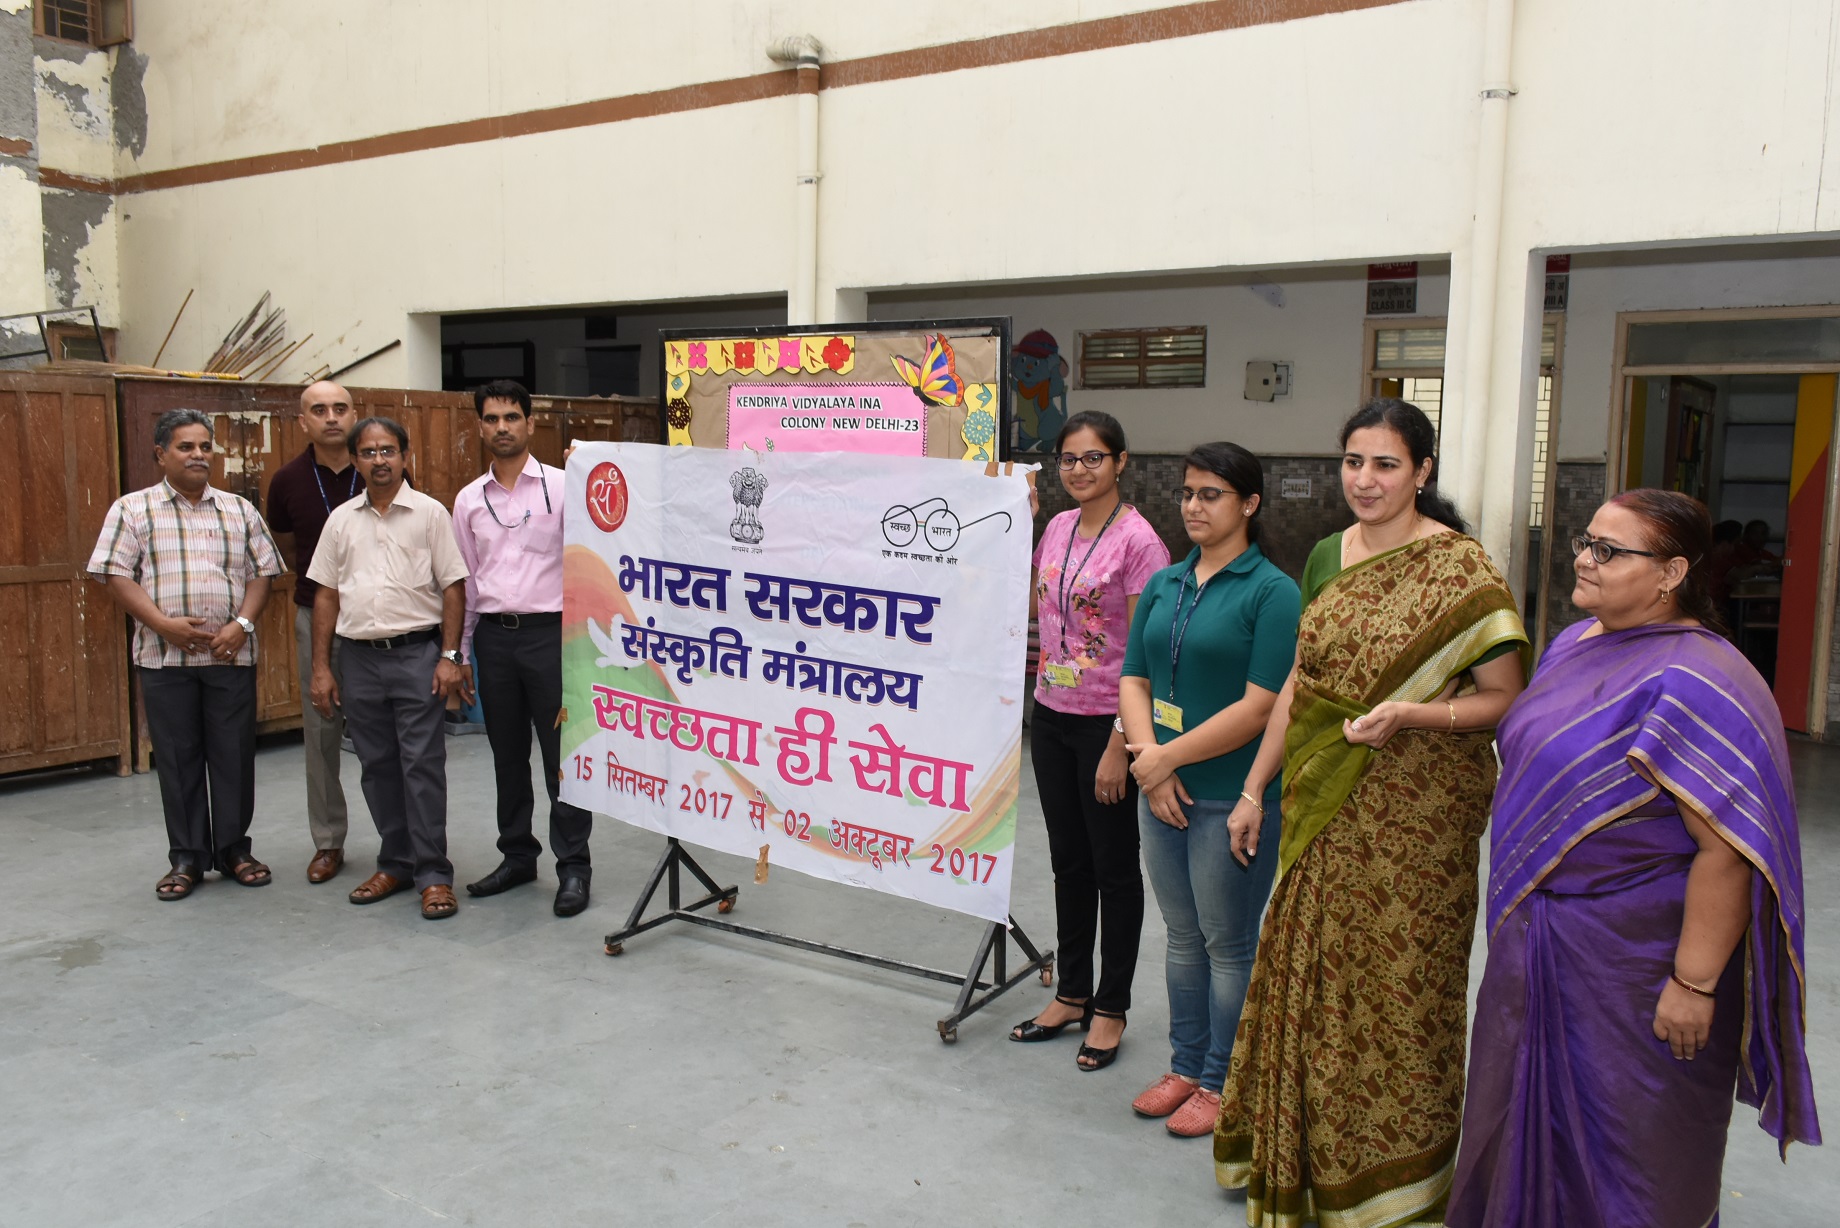 KENDRIYA VIDYALAYA INA
COLONY NEW DELHI-23
सं
सत्यमेव जयते
स्वच्छ भारत
एक कदम स्वच्छता की ओर
भारत सरकार
संस्कृति मंत्रालय
स्वच्छता ही सेवा
15 सितम्बर 2017 से 02 अक्टूबर 2017
CLASS III C
VIII A